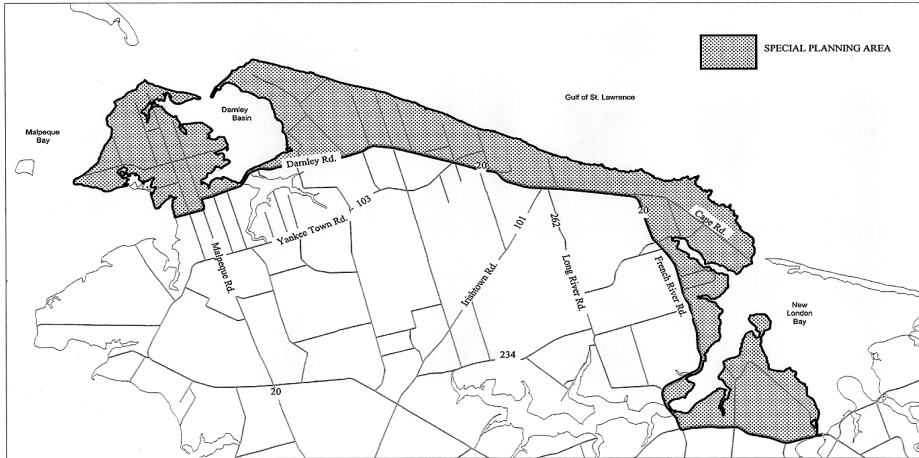 SPECIAL PLANNING AREA
Gulf of St. Lawrence
Darnley
Basin
Malpeque
Bay
Darnley Rd.
20
103
Yankee Town Rd.
20
Cape Rd.
101
262
Malpeque Rd.
Irishtown Rd.
Long River Rd.
French River Rd.
New
London
Bay
234
20